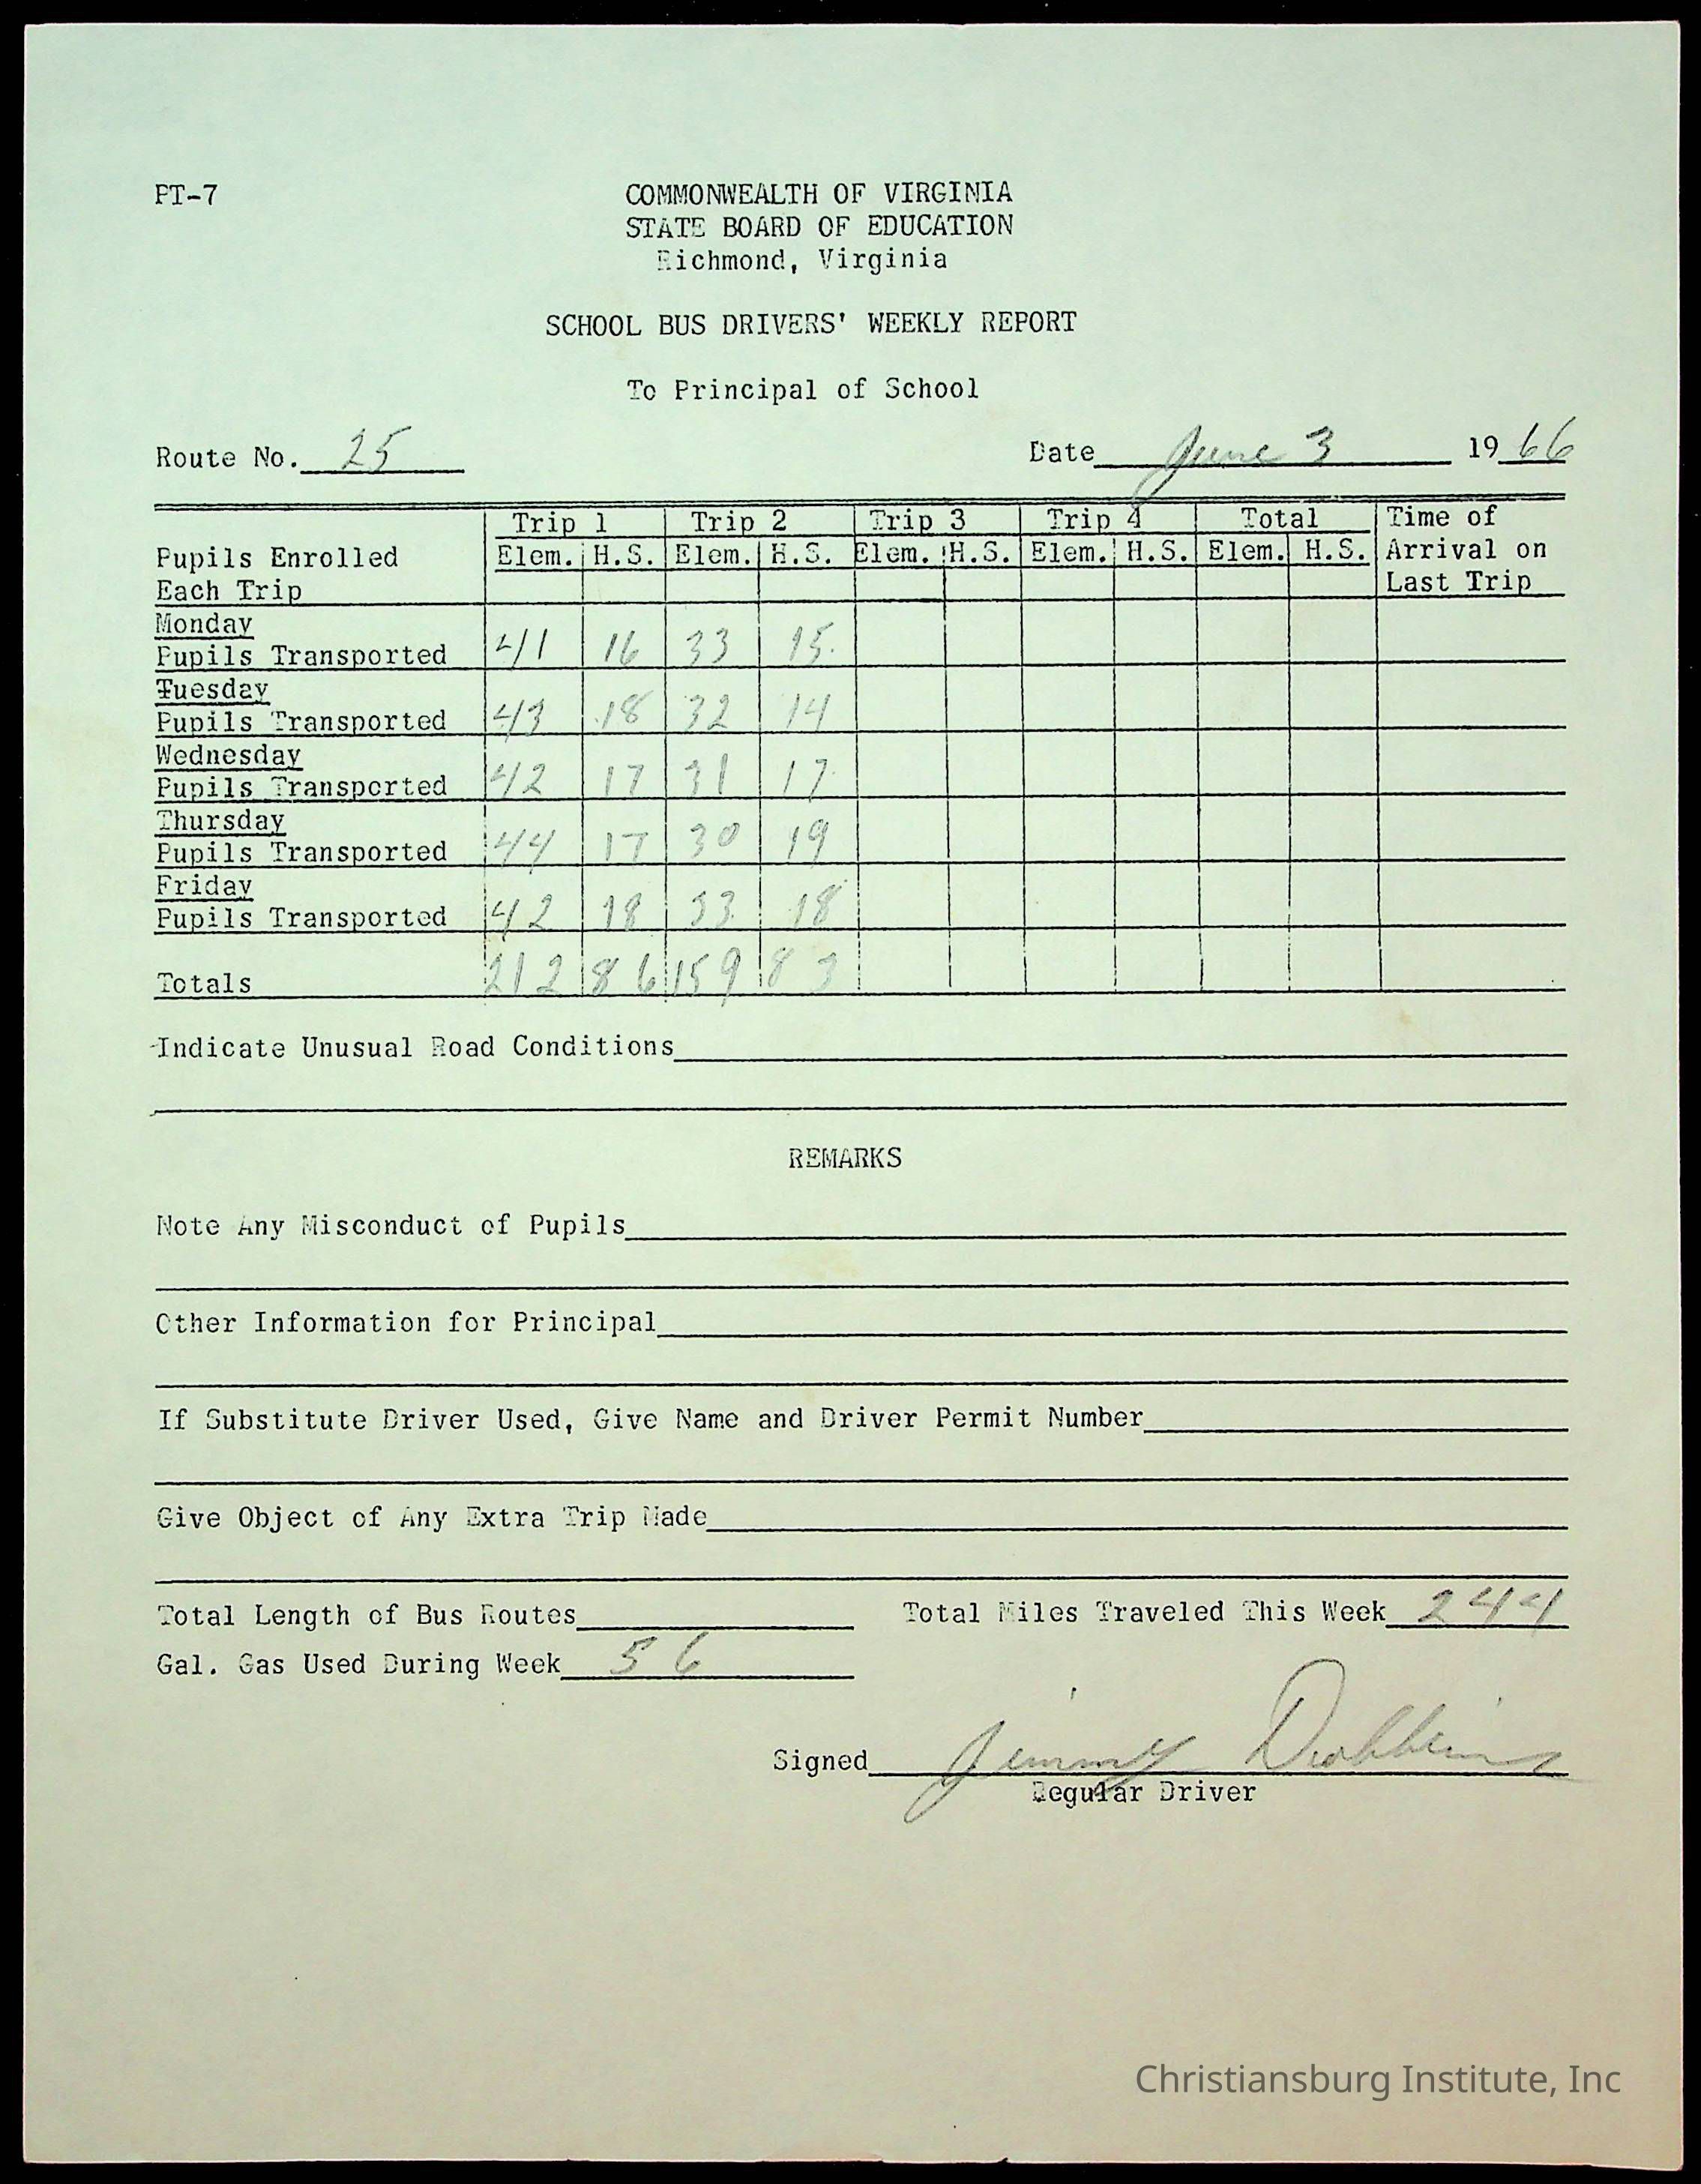 PT-7
COMMONWEALTH OF VIRGINIA
STATE BOARD OF EDUCATION
Richmond, Virginia
SCHOOL BUS DRIVERS' WEEKLY REPORT
To Principal of School
Route No. 25 Date June 3 1966
Trip 1 Trip 2 Trip 3 Trip 4 Total Time of
Pupils Enrolled Elem. H.S. Elem. H.S. Elem. H.S. Elem. H.S. Elem. H.S. Arrival on
Each Trip Last Trip
Monday
Pupils Transported 41 16 33 15
Tuesday
Pupils Transported 43 18 32 14
Wednesday
Pupils Transported 42 17 31 17
Thursday
Pupils Transported 44 17 30 19
Friday
Pupils Transported 42 18 33 18
Totals 212 86 159 83
Indicate Unusual Road Conditions
REMARKS
Note Any Misconduct of Pupils
Other Information for Principal
If Substitute Driver Used, Give Name and Driver Permit Number
Give Object of Any Extra Trip Made
Total Length of Bus Routes Total Miles Traveled This Week 244
Gal. Gas Used During Week 56
Signed Jimmy Dobbins
Regular Driver
Christiansburg Institute, Inc